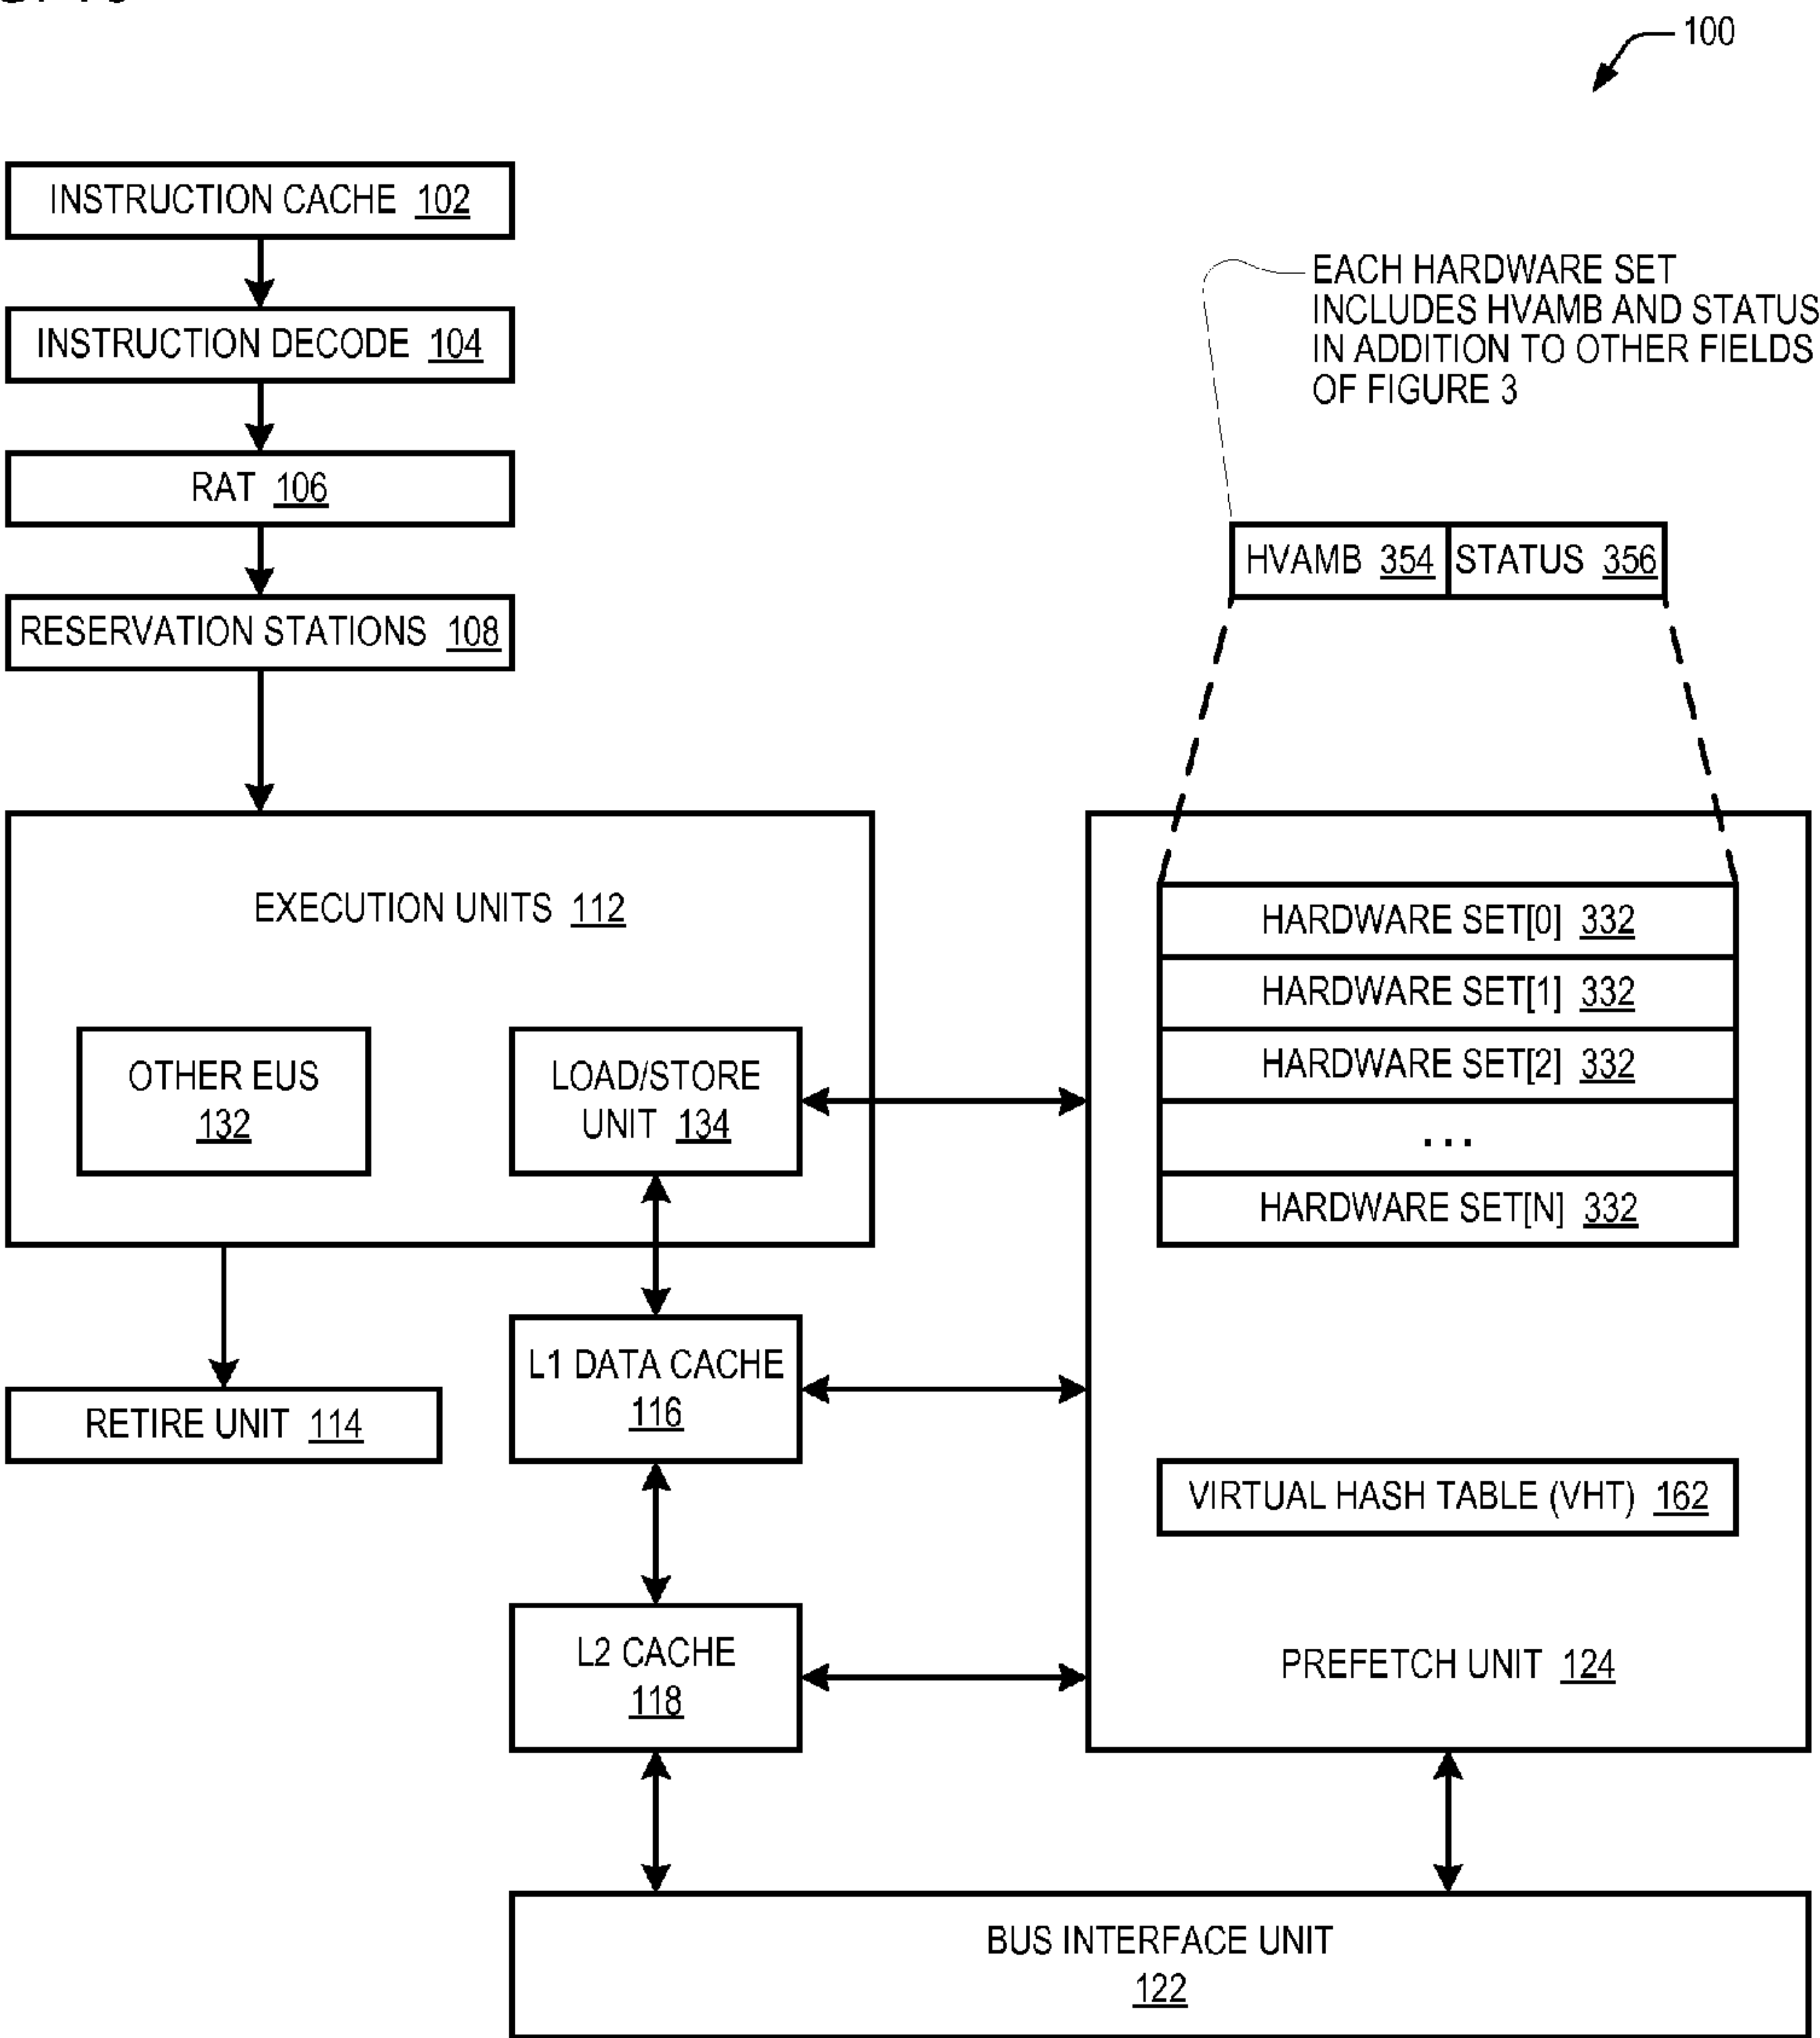 100
INSTRUCTION CACHE 102
INSTRUCTION DECODE 104
RAT 106
RESERVATION STATIONS 108
EACH HARDWARE SET
INCLUDES HVAMB AND STATUS
IN ADDITION TO OTHER FIELDS
OF FIGURE 3
HVAMB 354 STATUS 356
EXECUTION UNITS 112
OTHER EUS
132
LOAD/STORE
UNIT 134
HARDWARE SET[0] 332
HARDWARE SET[1] 332
HARDWARE SET[2] 332
...
HARDWARE SET[N] 332
RETIRE UNIT 114
L1 DATA CACHE
116
VIRTUAL HASH TABLE (VHT) 162
L2 CACHE
118
PREFETCH UNIT 124
BUS INTERFACE UNIT
122